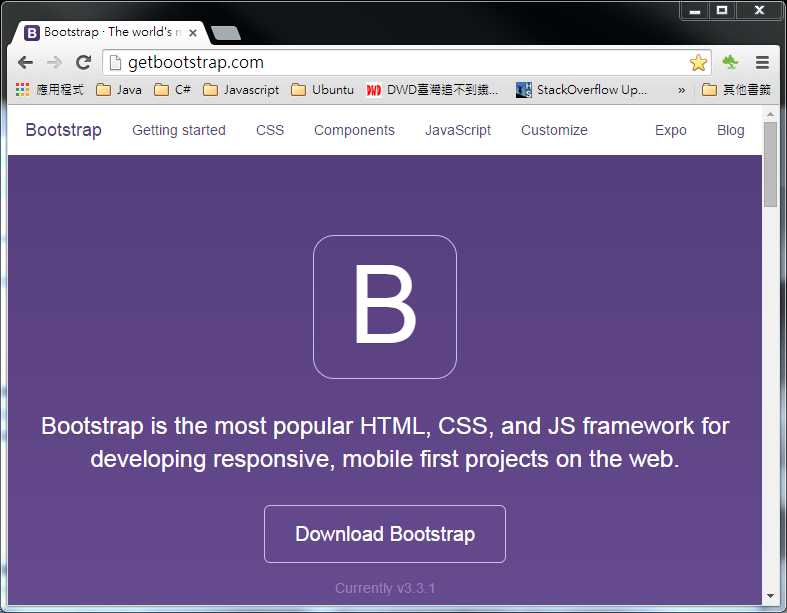 B Bootstrap · The world's
getbootstrap.com
應用程式 Java C# Javascript Ubuntu DWD DWD臺灣追不到鐵... StackOverflow Up... » 其他書籤
Bootstrap Getting started CSS Components JavaScript Customize Expo Blog
B
Bootstrap is the most popular HTML, CSS, and JS framework for
developing responsive, mobile first projects on the web.
Download Bootstrap
Currently v3.3.1